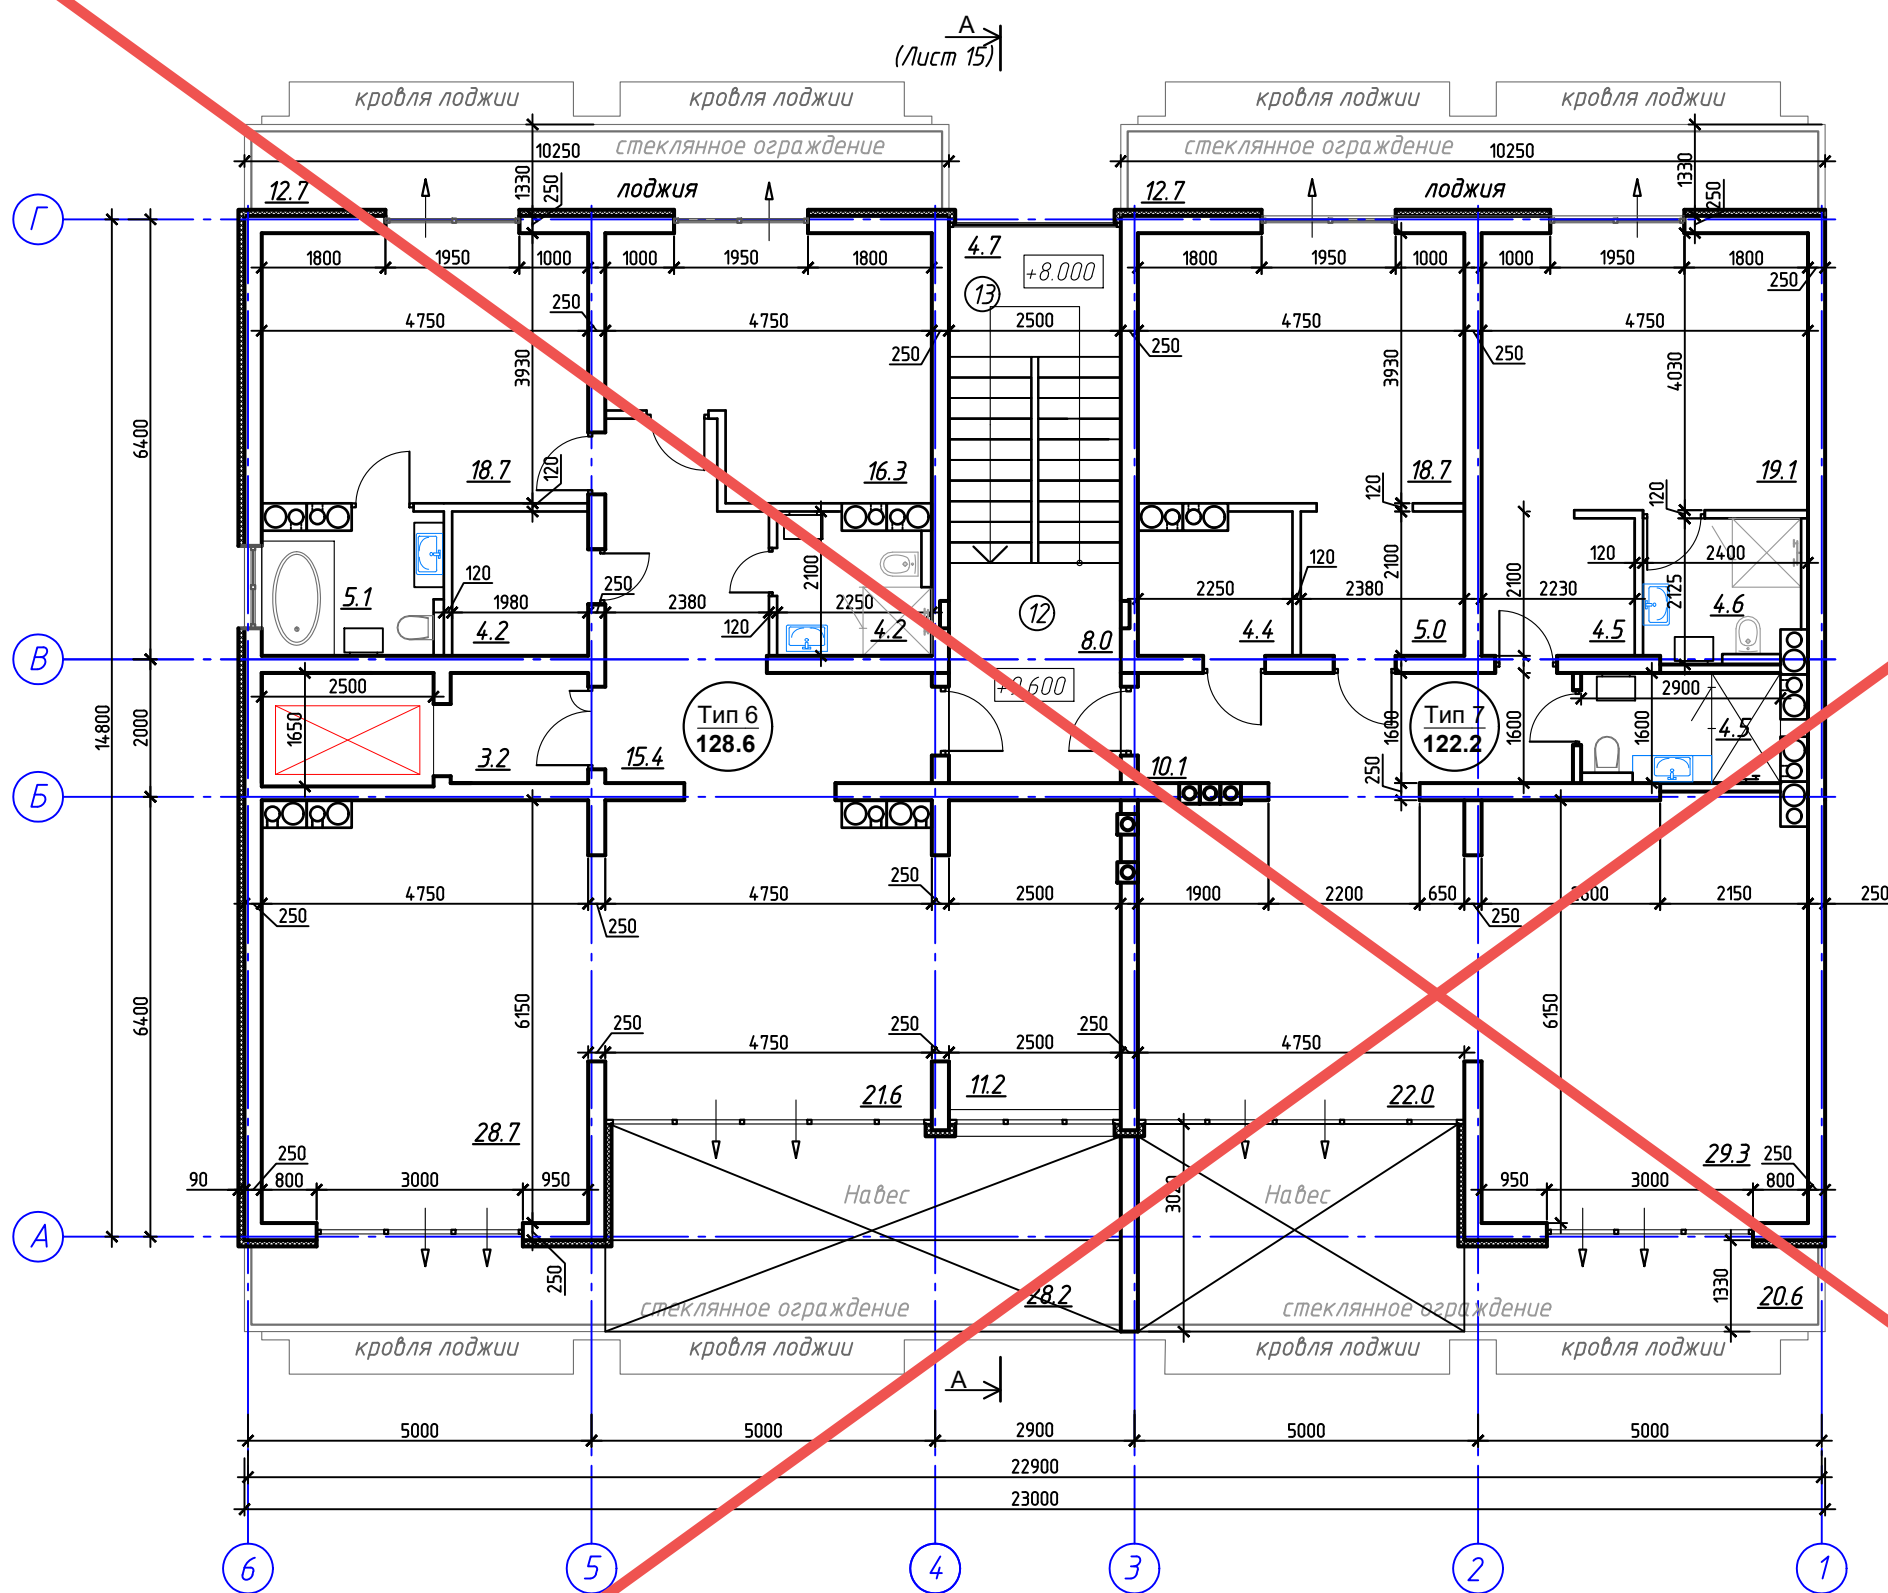 А
(Лист 15)
кровля лоджии кровля лоджии кровля лоджии кровля лоджии
стеклянное ограждение стеклянное ограждение
10250 10250
1330 250 1330 250
12.7 лоджия 12.7 лоджия
Г
4.7
+8.000
1800 1950 1000 1000 1950 1800 1800 1950 1000 1000 1950 1800
250 13 250
4750 4750 2500 4750 4750
250 250 250
3930 3930 4030
6400
18.7 120 16.3 18.7 19.1
120 120
5.1 120 250 2100 120 2100 2100 120 2400
1980 2380 2250 2250 2380 2230 2125
4.2 120 4.2 12 4.4 5.0 4.5 4.6
8.0
В
2500 +9.600 2900
1650 Тип 6 Тип 7
128.6 122.2
14800 2000 1600 1600 1600 4.5
3.2 15.4 10.1 250
Б
4750 4750 250 2500 1900 2200 650 2600 2150 250
250 250 250
6400 6150 6150
250 250 250
4750 2500 4750
21.6 11.2 22.0
28.7 29.3
90 250 250
800 3000 950 950 3000 800
Навес Навес
3020
А
250 28.2 1330 20.6
стеклянное ограждение стеклянное ограждение
кровля лоджии кровля лоджии кровля лоджии кровля лоджии
А
5000 5000 2900 5000 5000
22900
23000
6 5 4 3 2 1